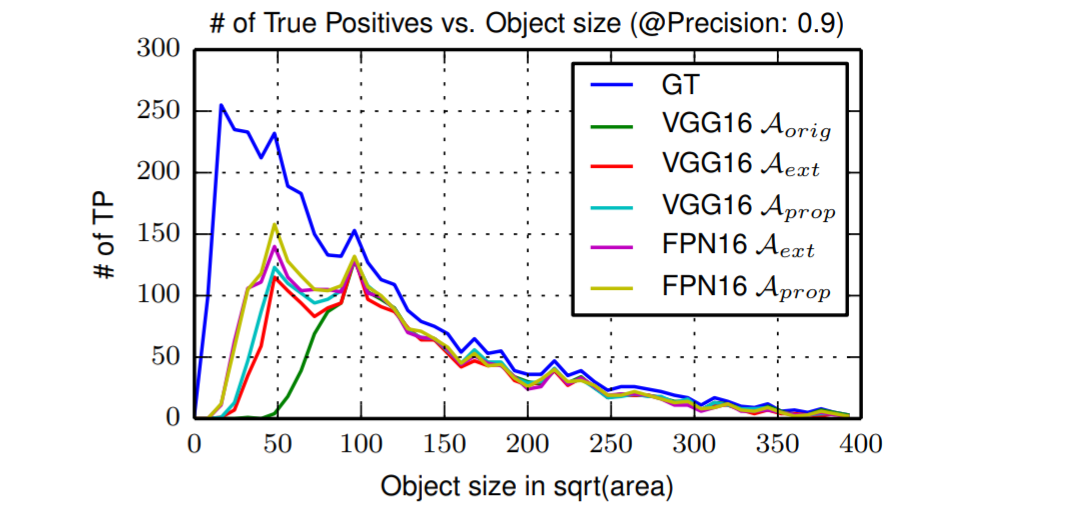 # of True Positives vs. Object size (@Precision: 0.9)
300
250
200
150
100
50
0
# of TP
GT
VGG16 𝒜orig
VGG16 𝒜ext
VGG16 𝒜prop
FPN16 𝒜ext
FPN16 𝒜prop
0 50 100 150 200 250 300 350 400
Object size in sqrt(area)